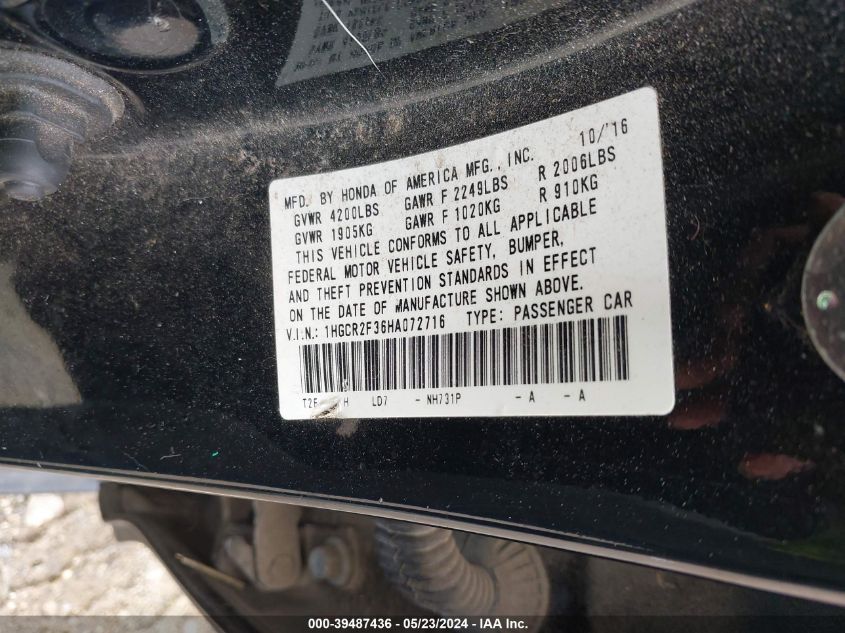 MFD. BY HONDA OF AMERICA MFG., INC. 10/'16
GVWR 4200LBS GAWR F 2249LBS R 2006LBS
GVWR 1905KG GAWR F 1020KG R 910KG
THIS VEHICLE CONFORMS TO ALL APPLICABLE
FEDERAL MOTOR VEHICLE SAFETY, BUMPER,
AND THEFT PREVENTION STANDARDS IN EFFECT
ON THE DATE OF MANUFACTURE SHOWN ABOVE.
V.I.N.: 1HGCR2F36HA072716 TYPE: PASSENGER CAR
LD7 - NH731P - A - A
000-39487436 - 05/23/2024 - IAA Inc.